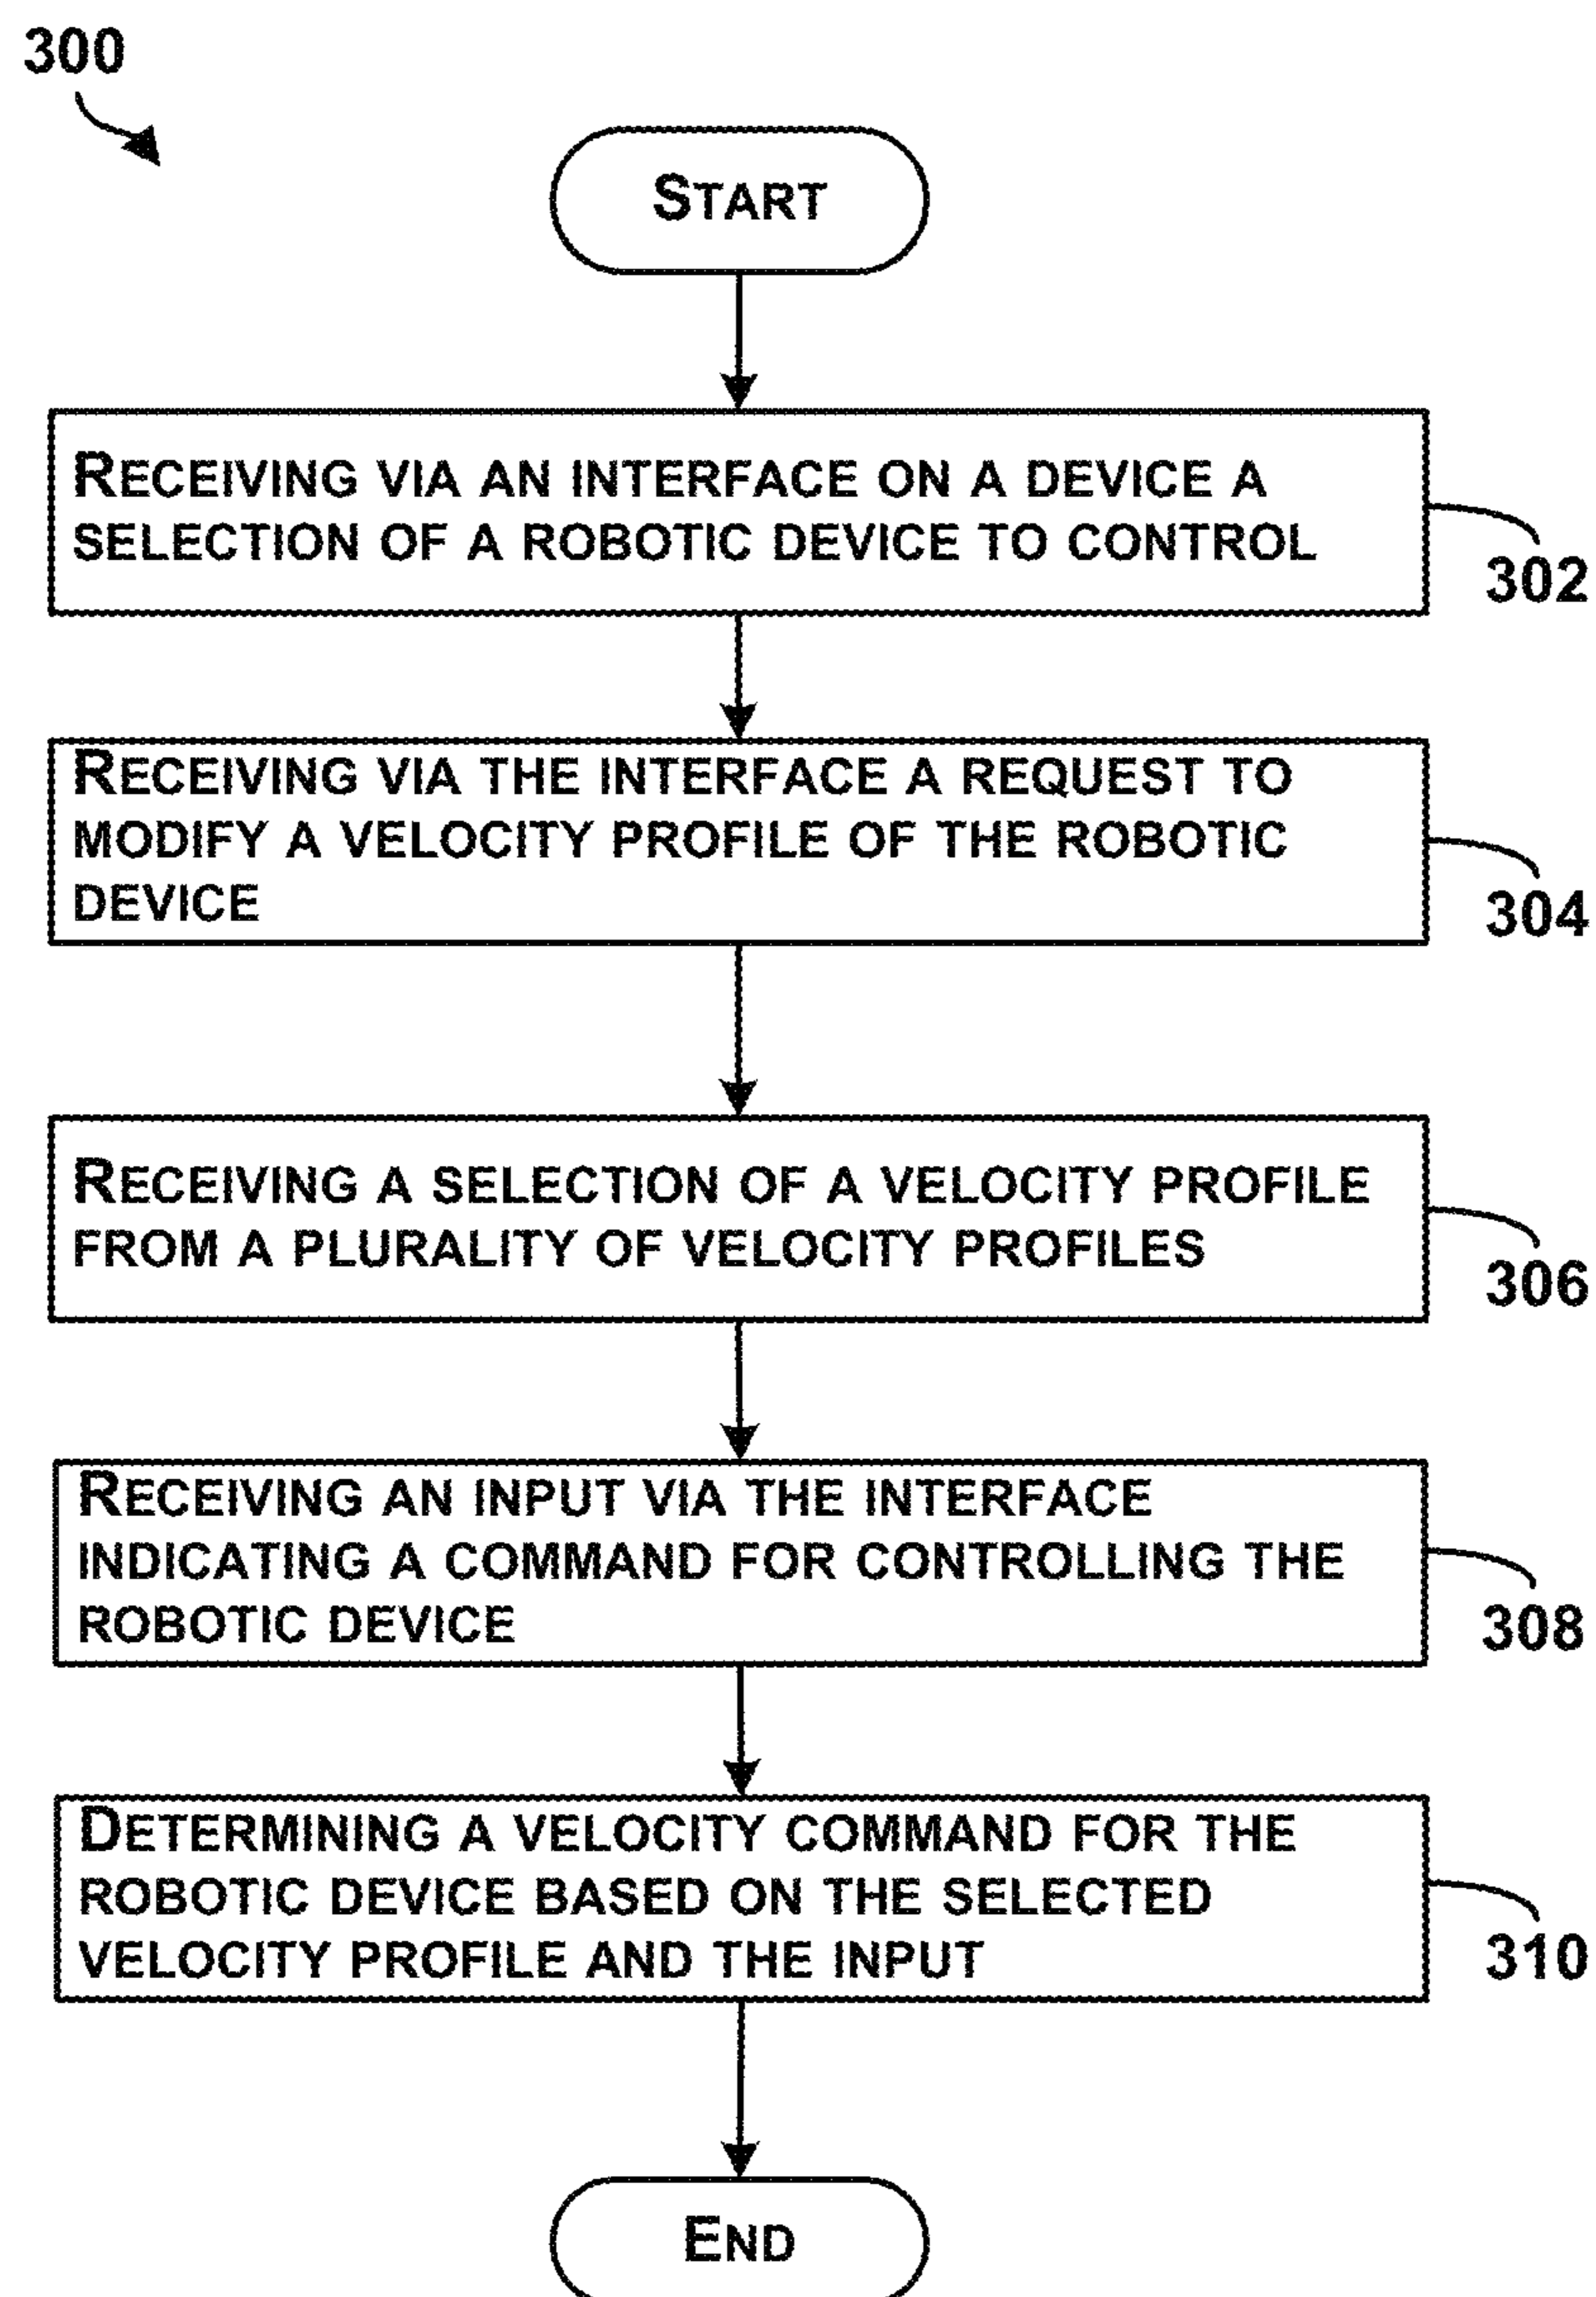 300
START
RECEIVING VIA AN INTERFACE ON A DEVICE A
SELECTION OF A ROBOTIC DEVICE TO CONTROL
302
RECEIVING VIA THE INTERFACE A REQUEST TO
MODIFY A VELOCITY PROFILE OF THE ROBOTIC
DEVICE
304
RECEIVING A SELECTION OF A VELOCITY PROFILE
FROM A PLURALITY OF VELOCITY PROFILES
306
RECEIVING AN INPUT VIA THE INTERFACE
INDICATING A COMMAND FOR CONTROLLING THE
ROBOTIC DEVICE
308
DETERMINING A VELOCITY COMMAND FOR THE
ROBOTIC DEVICE BASED ON THE SELECTED
VELOCITY PROFILE AND THE INPUT
310
END